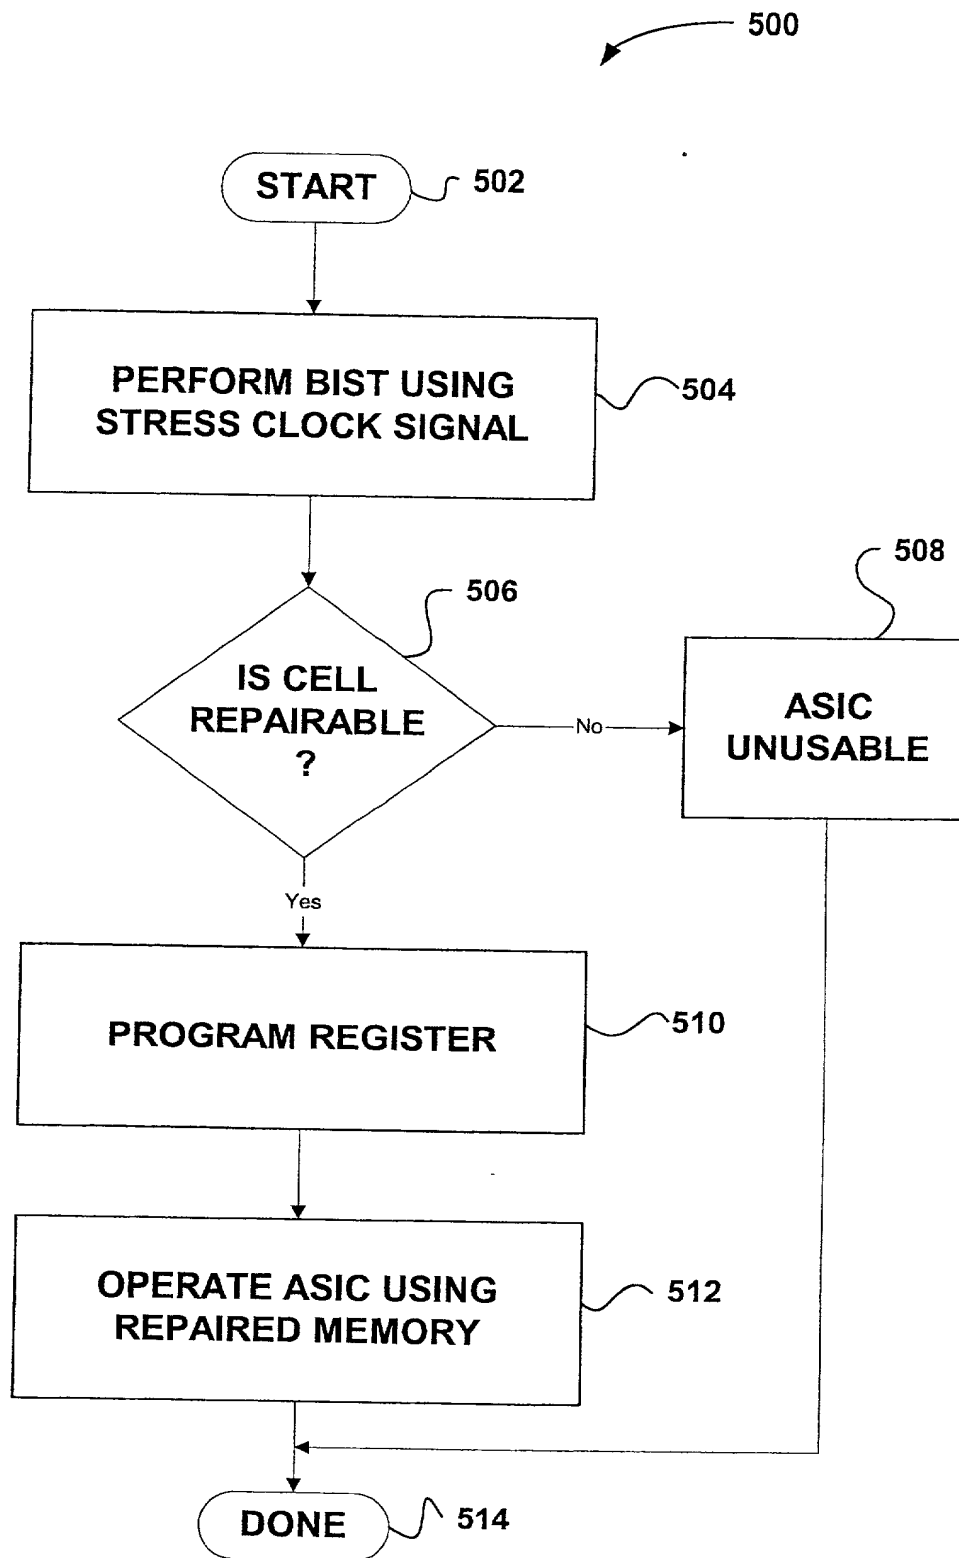 500
START
502
PERFORM BIST USING
STRESS CLOCK SIGNAL
504
506
IS CELL
REPAIRABLE
?
No
508
ASIC
UNUSABLE
Yes
PROGRAM REGISTER
510
OPERATE ASIC USING
REPAIRED MEMORY
512
DONE
514